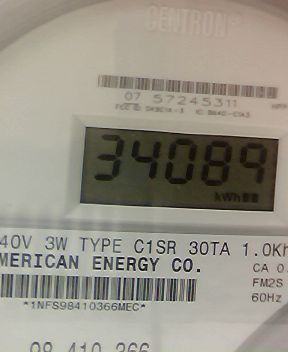 CENTRON
07 57245311
34089
kWh
40V 3W TYPE C1SR 30TA 1.0Kh
MERICAN ENERGY CO.
CA 0.
FM2S
60Hz
*1NFS98410366MEC*
98 410 366